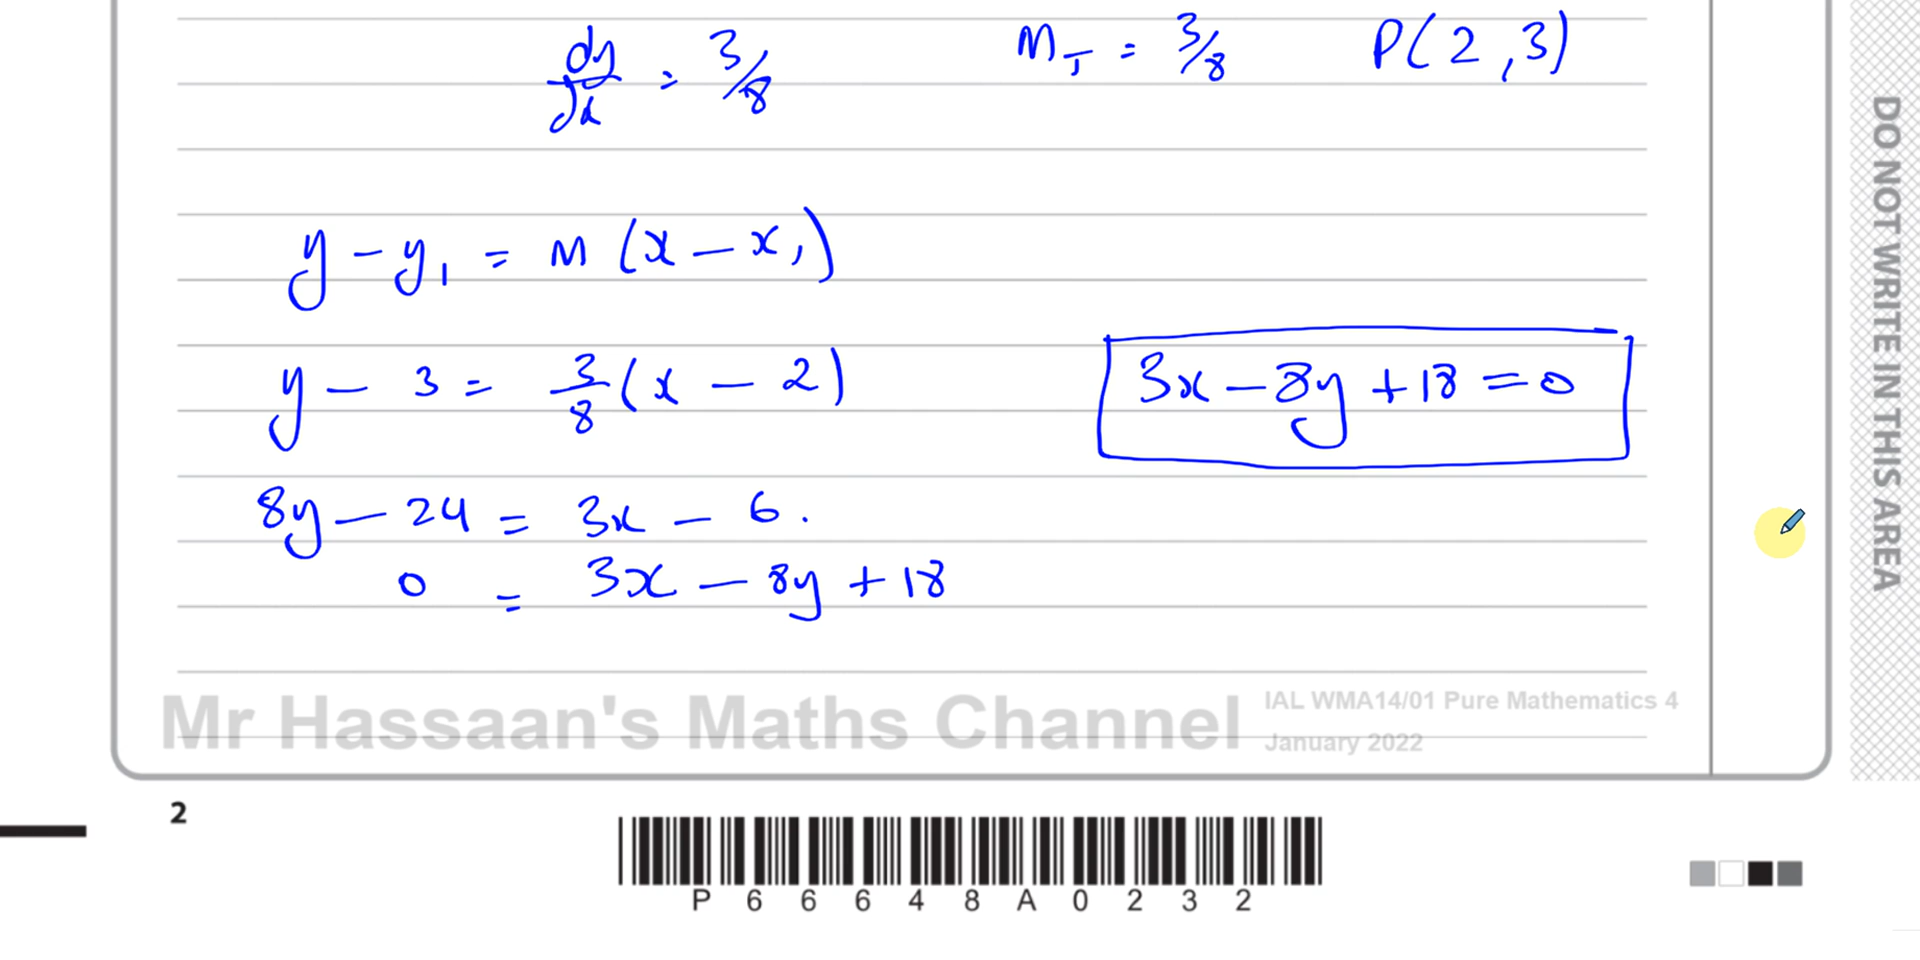 dy/dx = 3/8 m_T = 3/8 P(2,3)
y - y₁ = m(x - x₁)
y - 3 = 3/8(x - 2)
3x - 8y + 18 = 0
8y - 24 = 3x - 6.
0 = 3x - 8y + 18
Mr Hassaan's Maths Channel
IAL WMA14/01 Pure Mathematics 4
January 2022
DO NOT WRITE IN THIS AREA
2
P 6 6 6 4 8 A 0 2 3 2